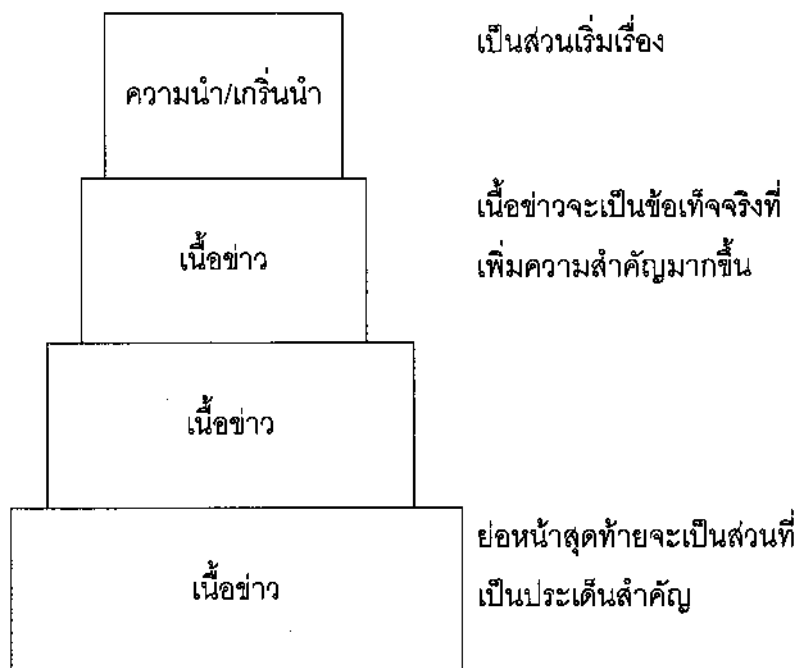 เป็นส่วนเริ่มเรื่อง
ความนำ/เกริ่นนำ
เนื้อข่าวจะเป็นข้อเท็จจริงที่
เพิ่มความสำคัญมากขึ้น
เนื้อข่าว
เนื้อข่าว
ย่อหน้าสุดท้ายจะเป็นส่วนที่
เป็นประเด็นสำคัญ
เนื้อข่าว